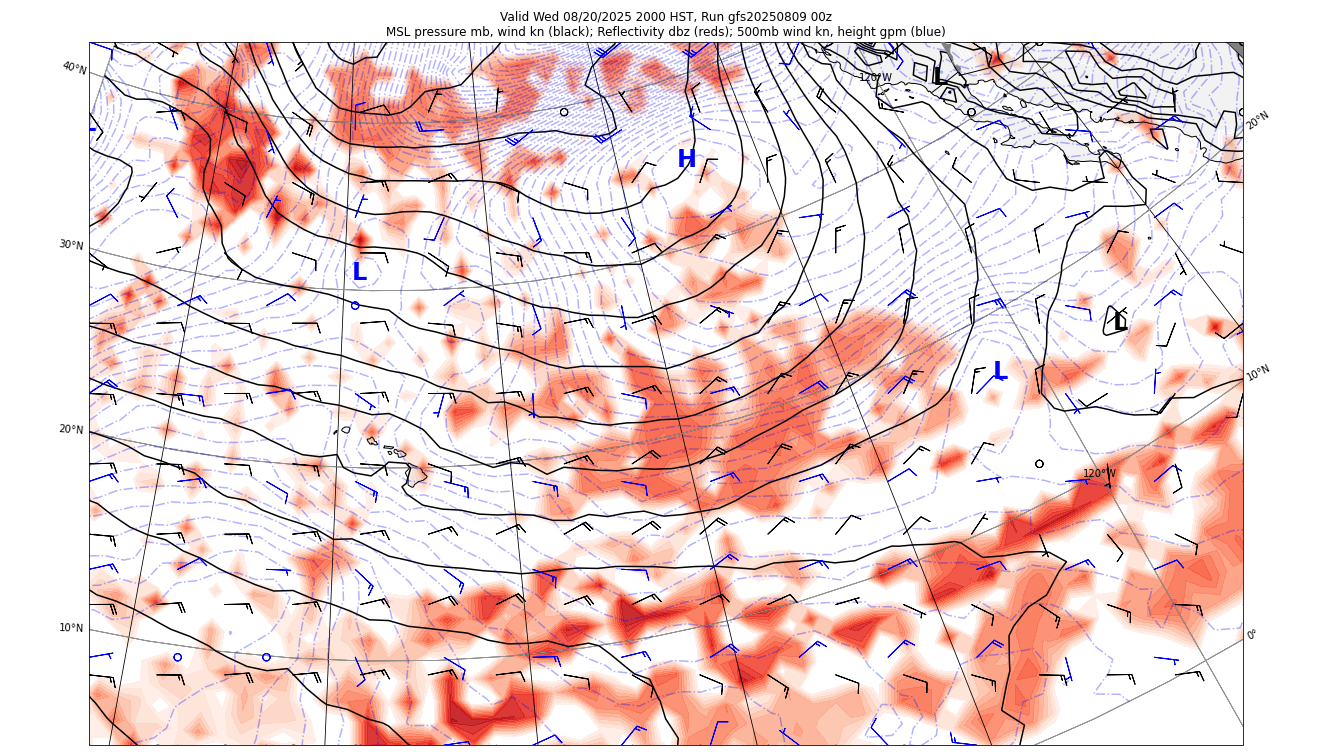 Valid Wed 08/20/2025 2000 HST, Run gfs20250809 00z
MSL pressure mb, wind kn (black); Reflectivity dbz (reds); 500mb wind kn, height gpm (blue)
40°N
120°W
L
20°N
H
30°N
L
L
L
10°N
20°N
120°W
10°N
0°